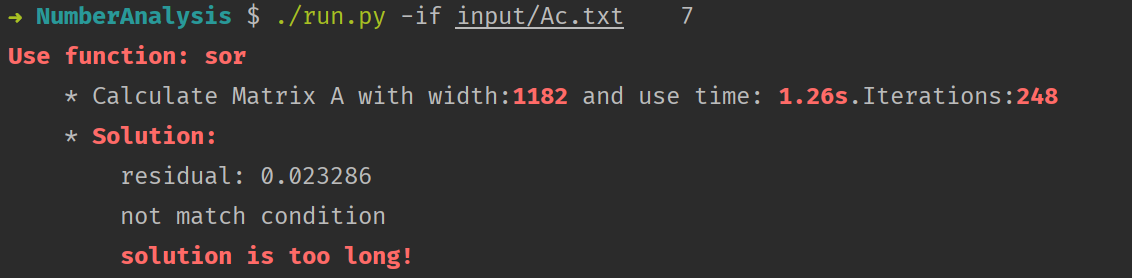 ➜ NumberAnalysis $ ./run.py -if input/Ac.txt 7
Use function: sor
* Calculate Matrix A with width:1182 and use time: 1.26s.Iterations:248
* Solution:
residual: 0.023286
not match condition
solution is too long!